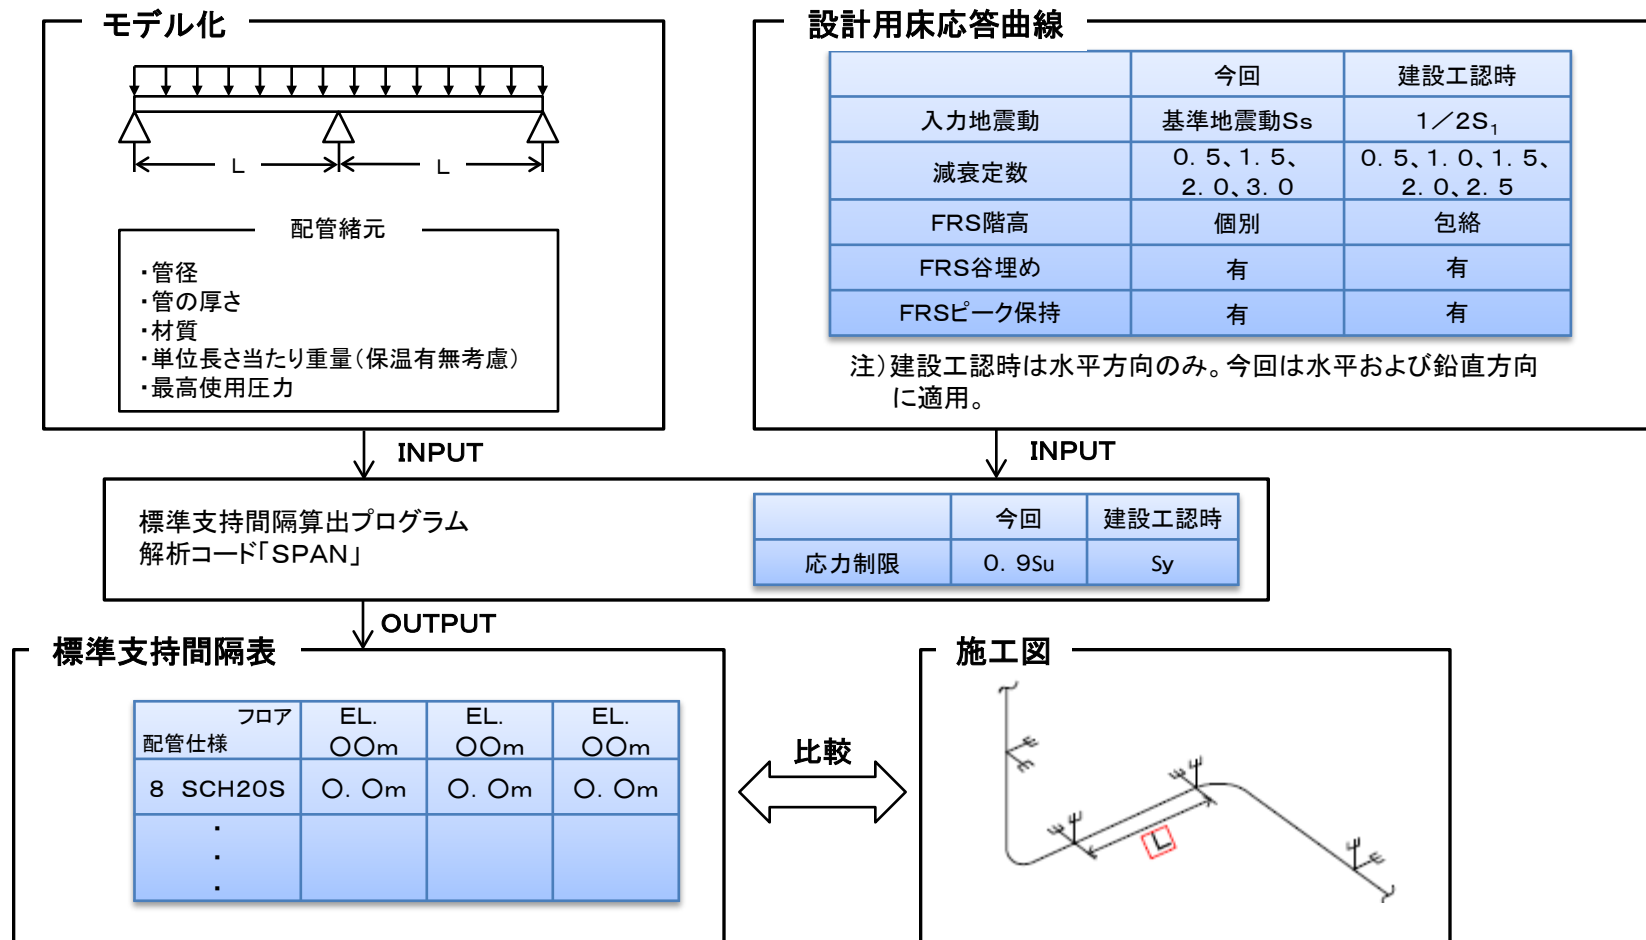 モデル化
L
L
配管緒元
・管径
・管の厚さ
・材質
・単位長さ当たり重量（保温有無考慮）
・最高使用圧力
設計用床応答曲線
今回 建設工認時
入力地震動 基準地震動Ss 1／2S₁
減衰定数 0．5、1．5、2．0、3．0 0．5、1．0、1．5、2．0、2．5
FRS階高 個別 包絡
FRS谷埋め 有 有
FRSピーク保持 有 有
注）建設工認時は水平方向のみ。今回は水平および鉛直方向
に適用。
INPUT
INPUT
標準支持間隔算出プログラム
解析コード「SPAN」
今回 建設工認時
応力制限 0．9Su Sy
OUTPUT
標準支持間隔表
フロア
配管仕様
EL.〇〇m EL.〇〇m EL.〇〇m
8 SCH20S 〇．〇m 〇．〇m 〇．〇m
・
・
・
比較
施工図
L